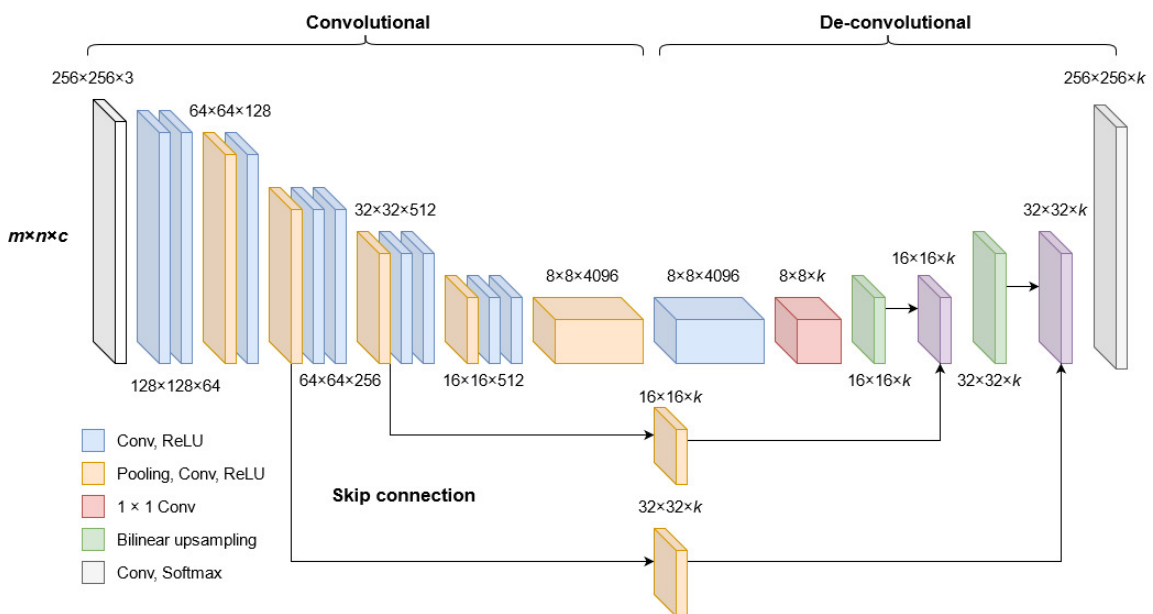 Convolutional
De-convolutional
256×256×3
256×256×k
64×64×128
32×32×512
32×32×k
m×n×c
16×16×k
8×8×4096
8×8×4096
8×8×k
128×128×64
64×64×256
16×16×512
16×16×k
32×32×k
16×16×k
Conv, ReLU
Pooling, Conv, ReLU
Skip connection
1 × 1 Conv
32×32×k
Bilinear upsampling
Conv, Softmax